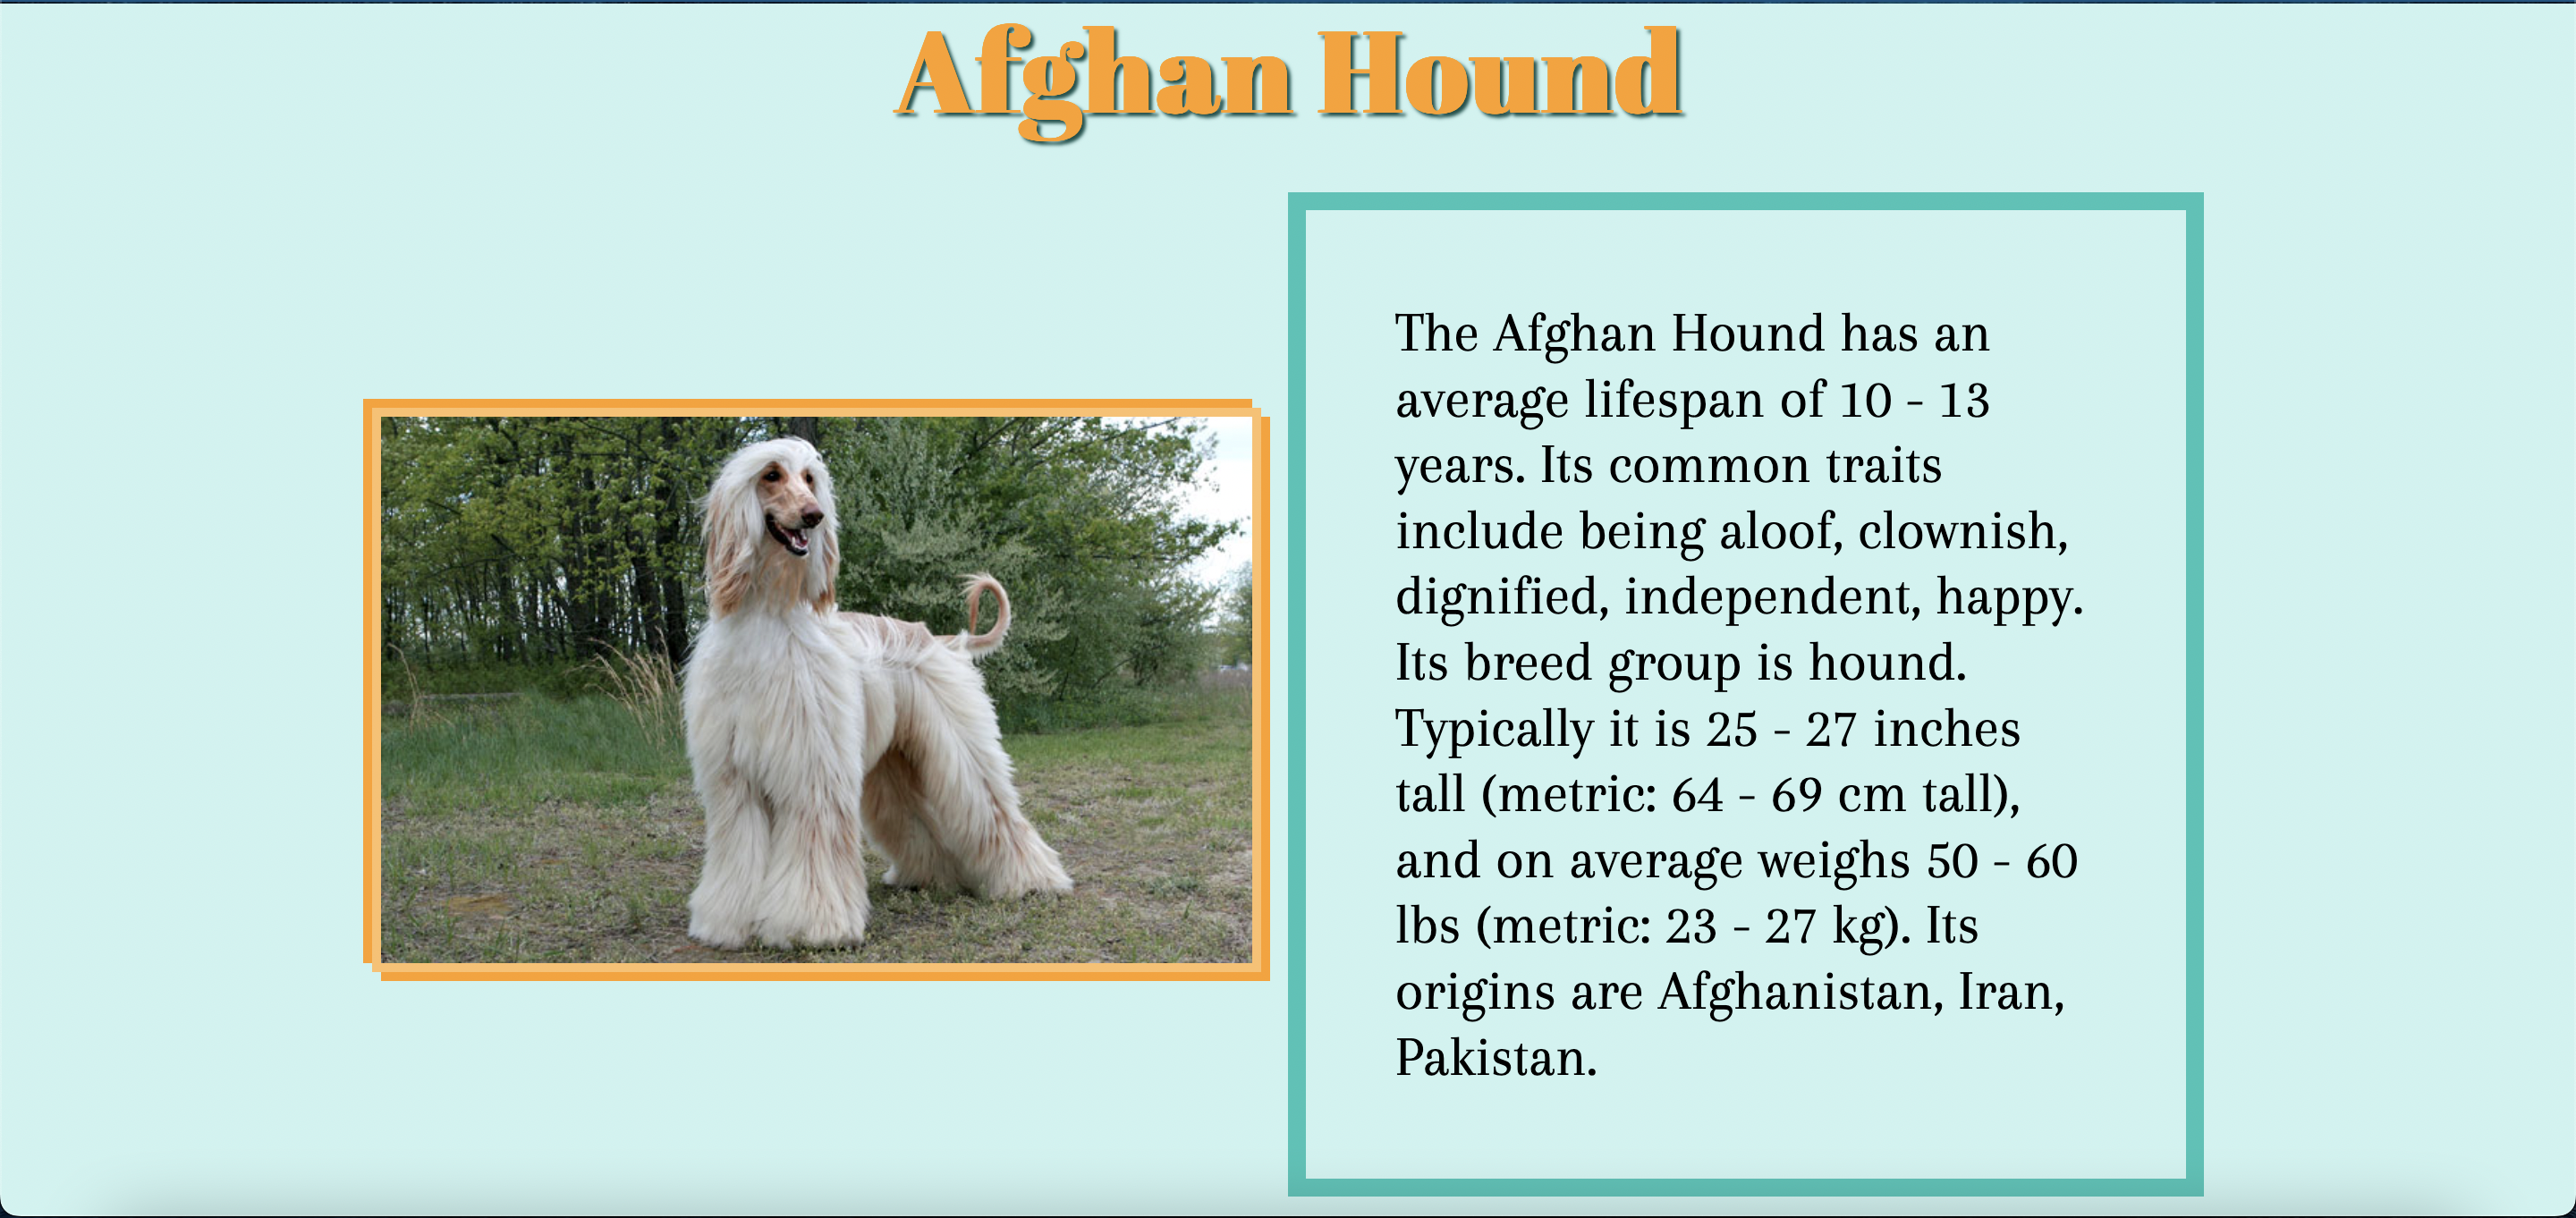 Afghan Hound
The Afghan Hound has an
average lifespan of 10 - 13
years. Its common traits
include being aloof, clownish,
dignified, independent, happy.
Its breed group is hound.
Typically it is 25 - 27 inches
tall (metric: 64 - 69 cm tall),
and on average weighs 50 - 60
lbs (metric: 23 - 27 kg). Its
origins are Afghanistan, Iran,
Pakistan.